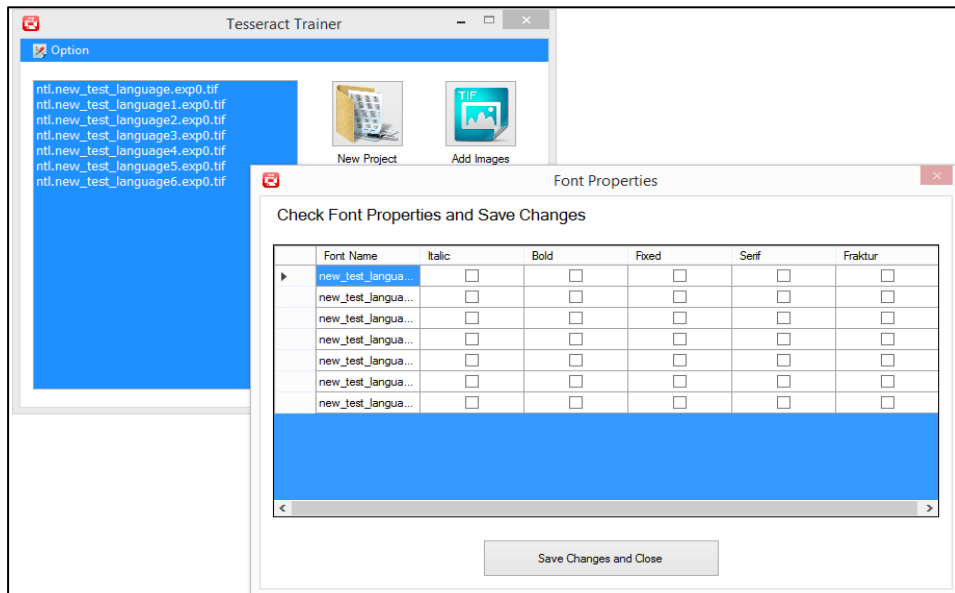 Tesseract Trainer
Option
ntl.new_test_language.exp0.tif
ntl.new_test_language1.exp0.tif
ntl.new_test_language2.exp0.tif
ntl.new_test_language3.exp0.tif
ntl.new_test_language4.exp0.tif
ntl.new_test_language5.exp0.tif
ntl.new_test_language6.exp0.tif
TIF
New Project Add Images
Font Properties
Check Font Properties and Save Changes
Font Name Italic Bold Fixed Serif Fraktur
new_test_langua...
new_test_langua...
new_test_langua...
new_test_langua...
new_test_langua...
new_test_langua...
new_test_langua...
Save Changes and Close